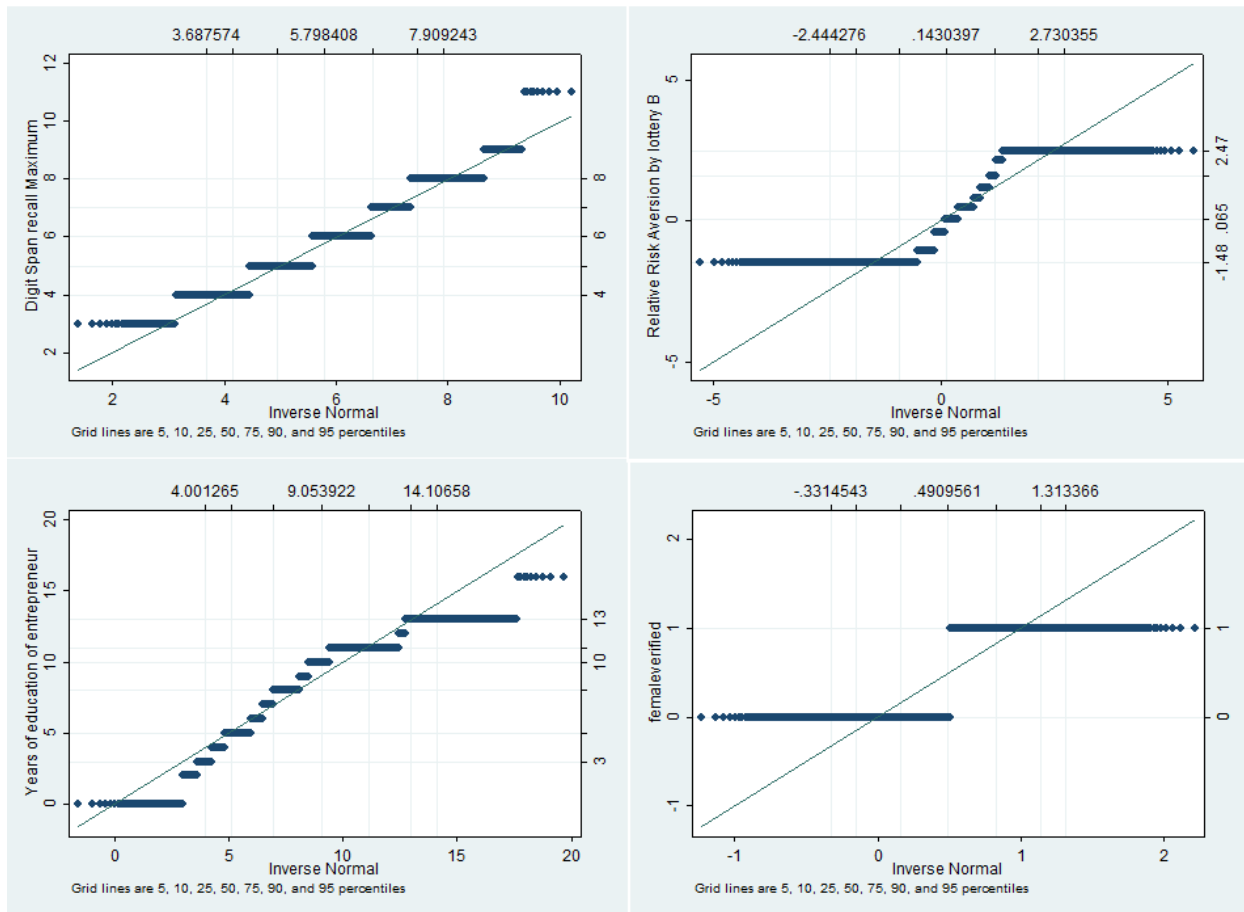 3.687574 5.798408 7.909243
Digit Span recall Maximum
12
10
8
6
4
2
8
6
4
2 4 6 8 10
Inverse Normal
Grid lines are 5, 10, 25, 50, 75, 90, and 95 percentiles
-2.444276 .1430397 2.730355
Relative Risk Aversion by lottery B
5
0
-5
2.47
.065
-1.48
-5 0 5
Inverse Normal
Grid lines are 5, 10, 25, 50, 75, 90, and 95 percentiles
4.001265 9.053922 14.10658
Years of education of entrepreneur
20
15
10
5
0
13
10
3
0 5 10 15 20
Inverse Normal
Grid lines are 5, 10, 25, 50, 75, 90, and 95 percentiles
-.3314543 .4909561 1.313366
femaleverified
2
1
0
-1
1
0
-1 0 1 2
Inverse Normal
Grid lines are 5, 10, 25, 50, 75, 90, and 95 percentiles